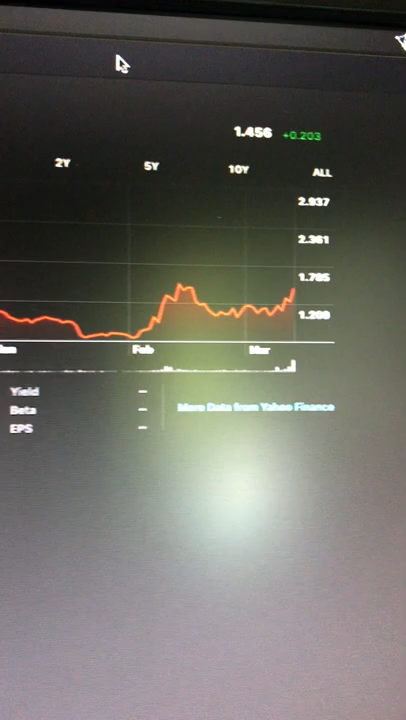 1.456 +0.203
2Y 5Y 10Y ALL
2.937
2.361
1.785
1.209
Feb Mar
Yield –
Beta –
EPS –
More Data from Yahoo Finance